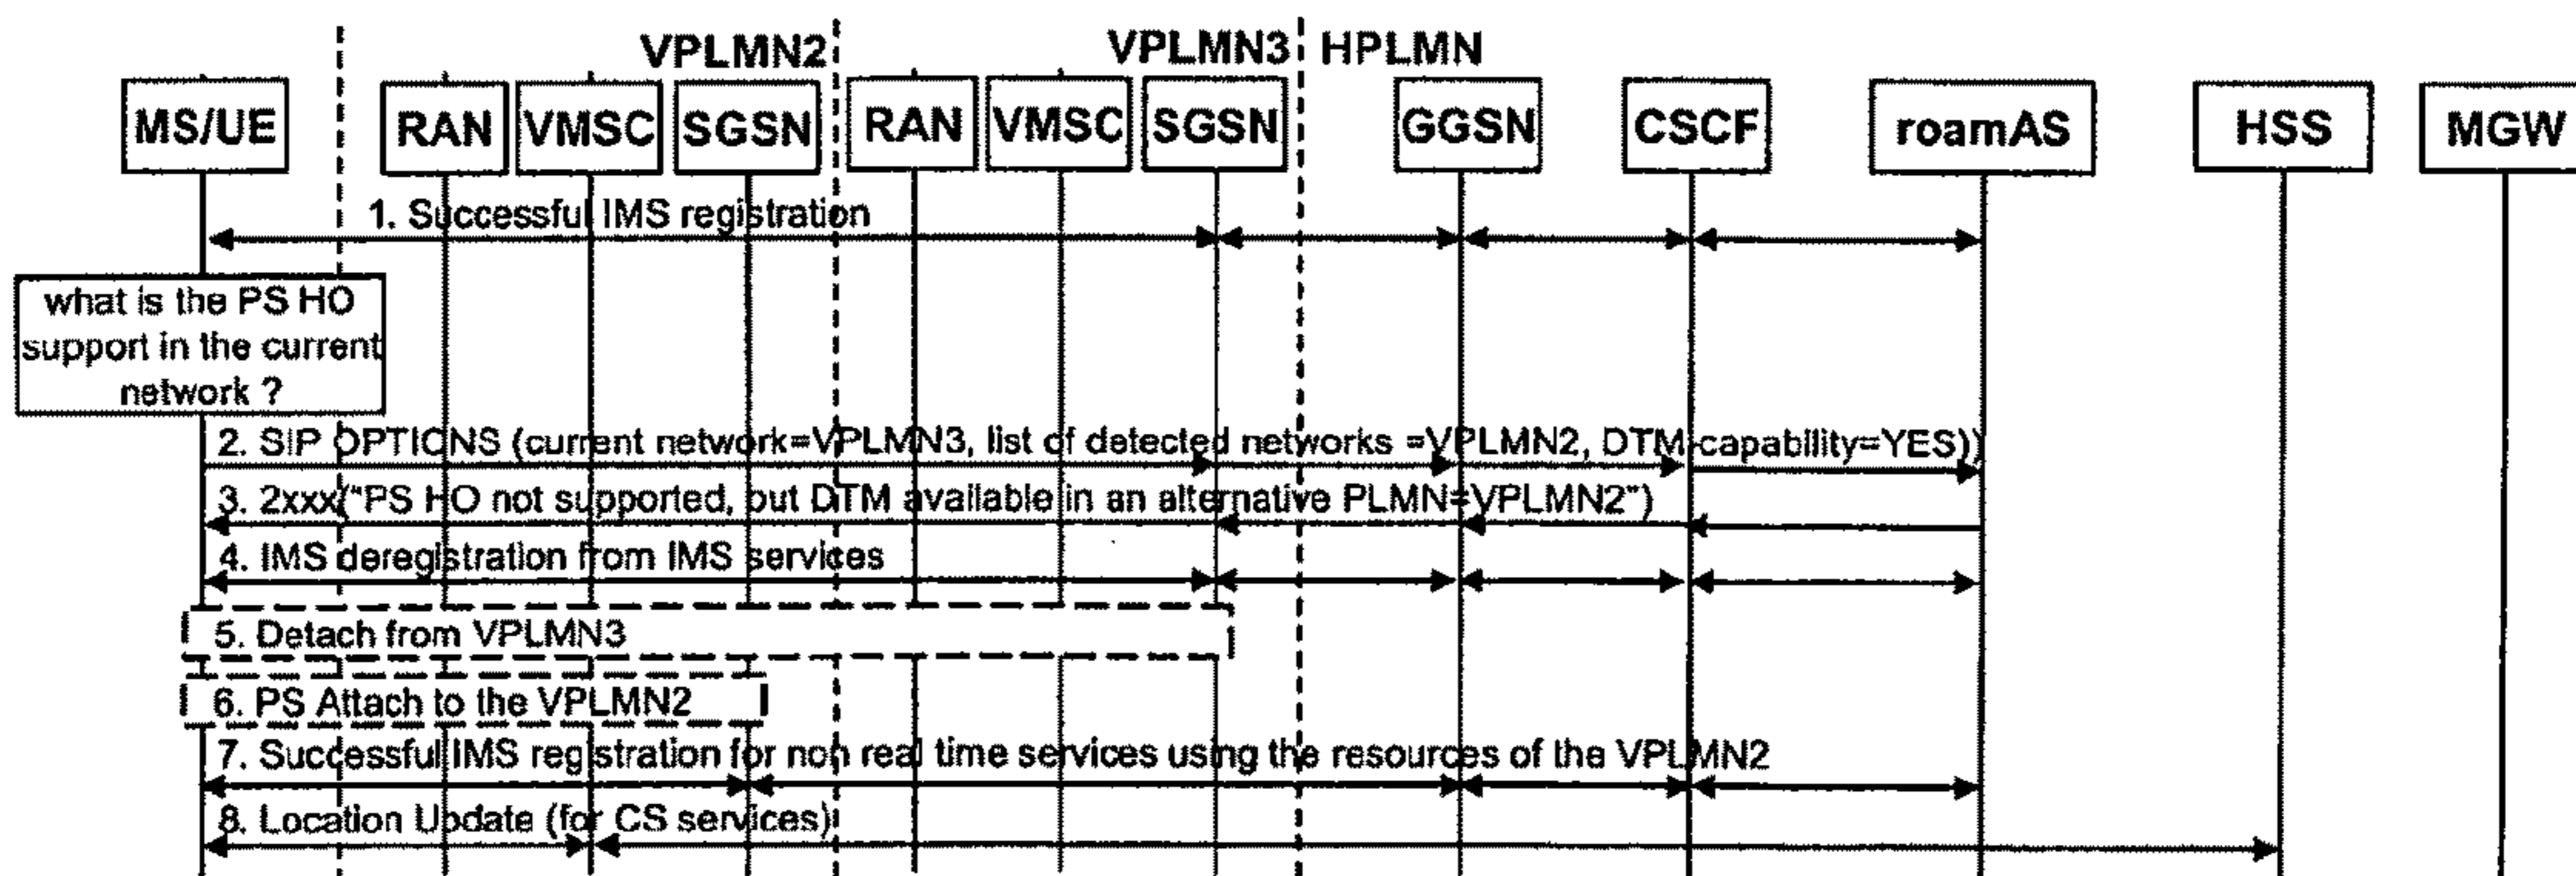 VPLMN2 VPLMN3 HPLMN
MS/UE RAN VMSC SGSN RAN VMSC SGSN GGSN CSCF roamAS HSS MGW
1. Successful IMS registration
what is the PS HO
support in the current
network ?
2. SIP OPTIONS (current network=VPLMN3, list of detected networks =VPLMN2, DTM-capability=YES))
3. 2xxx("PS HO not supported, but DTM available in an alternative PLMN=VPLMN2")
4. IMS deregistration from IMS services
5. Detach from VPLMN3
6. PS Attach to the VPLMN2
7. Successful IMS registration for non real time services using the resources of the VPLMN2
8. Location Update (for CS services)